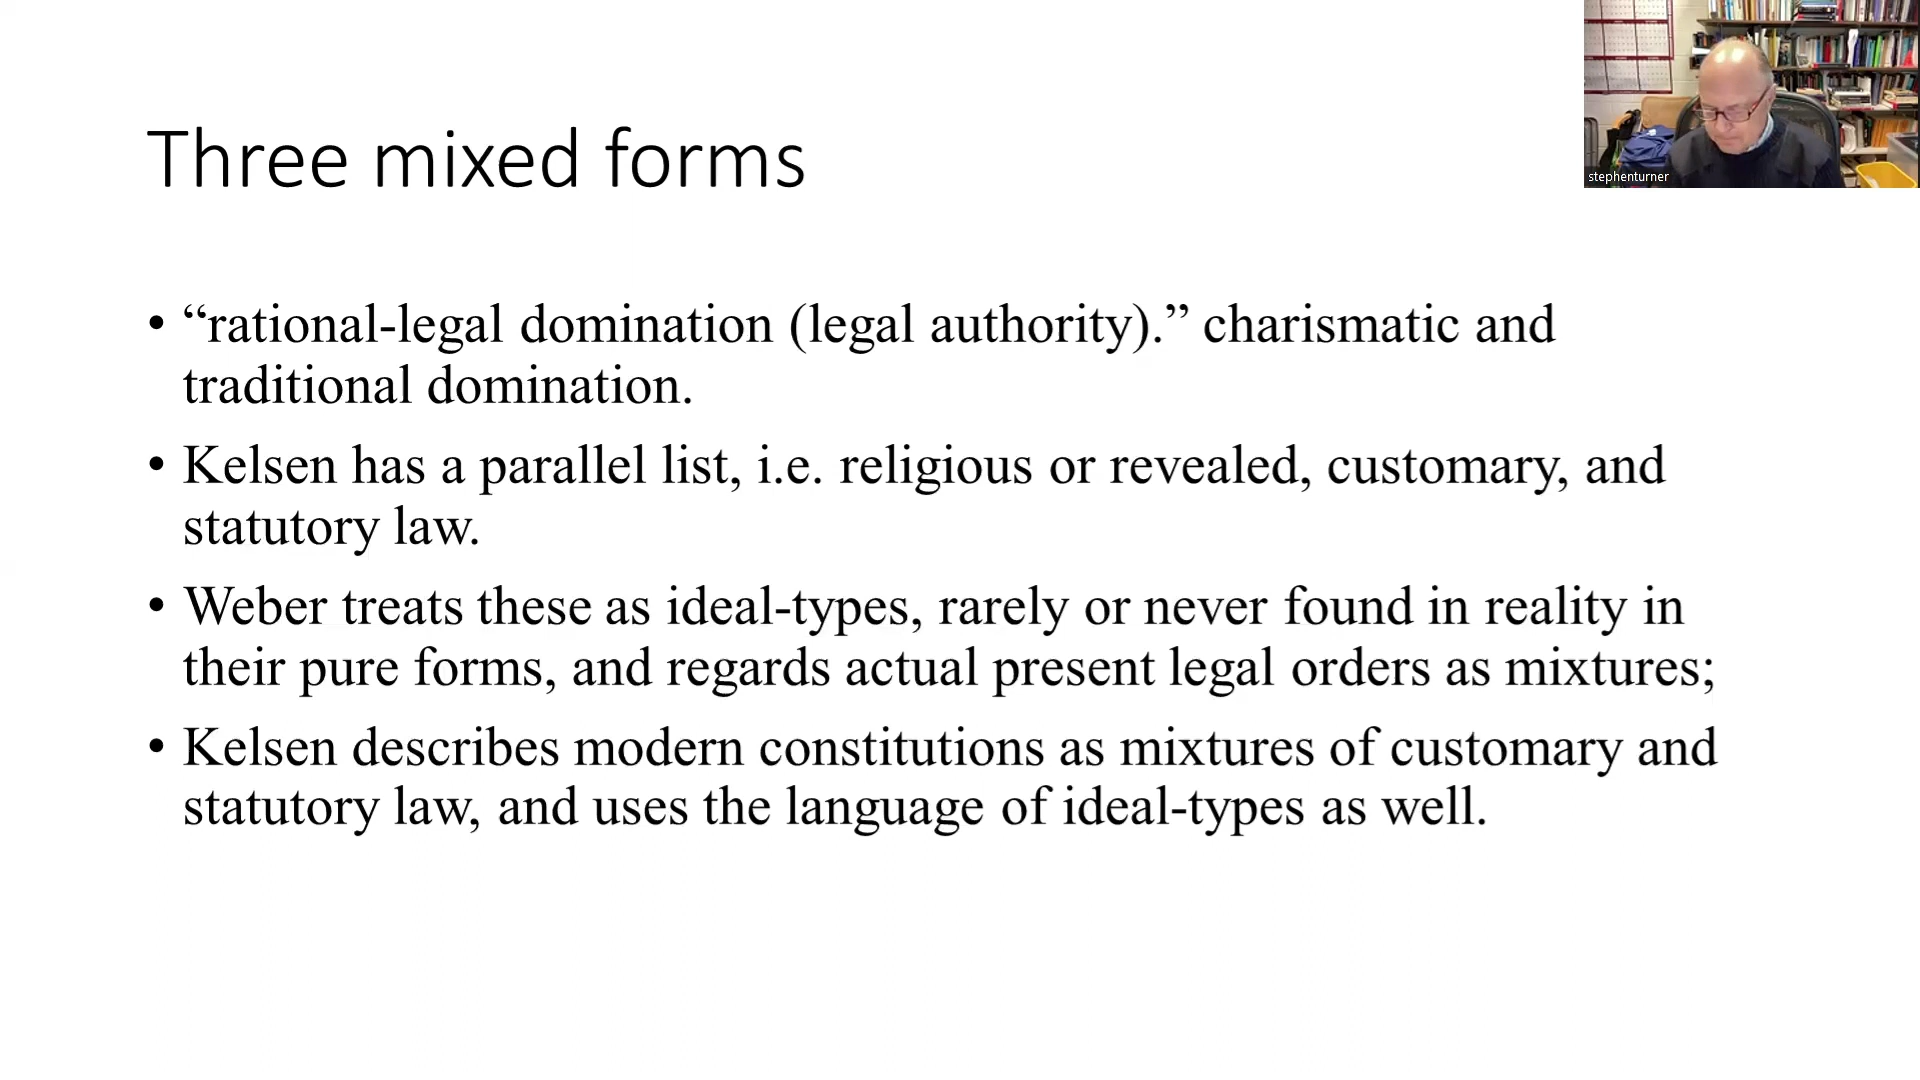 stephenturner
Three mixed forms
• “rational-legal domination (legal authority).” charismatic and
traditional domination.
• Kelsen has a parallel list, i.e. religious or revealed, customary, and
statutory law.
• Weber treats these as ideal-types, rarely or never found in reality in
their pure forms, and regards actual present legal orders as mixtures;
• Kelsen describes modern constitutions as mixtures of customary and
statutory law, and uses the language of ideal-types as well.